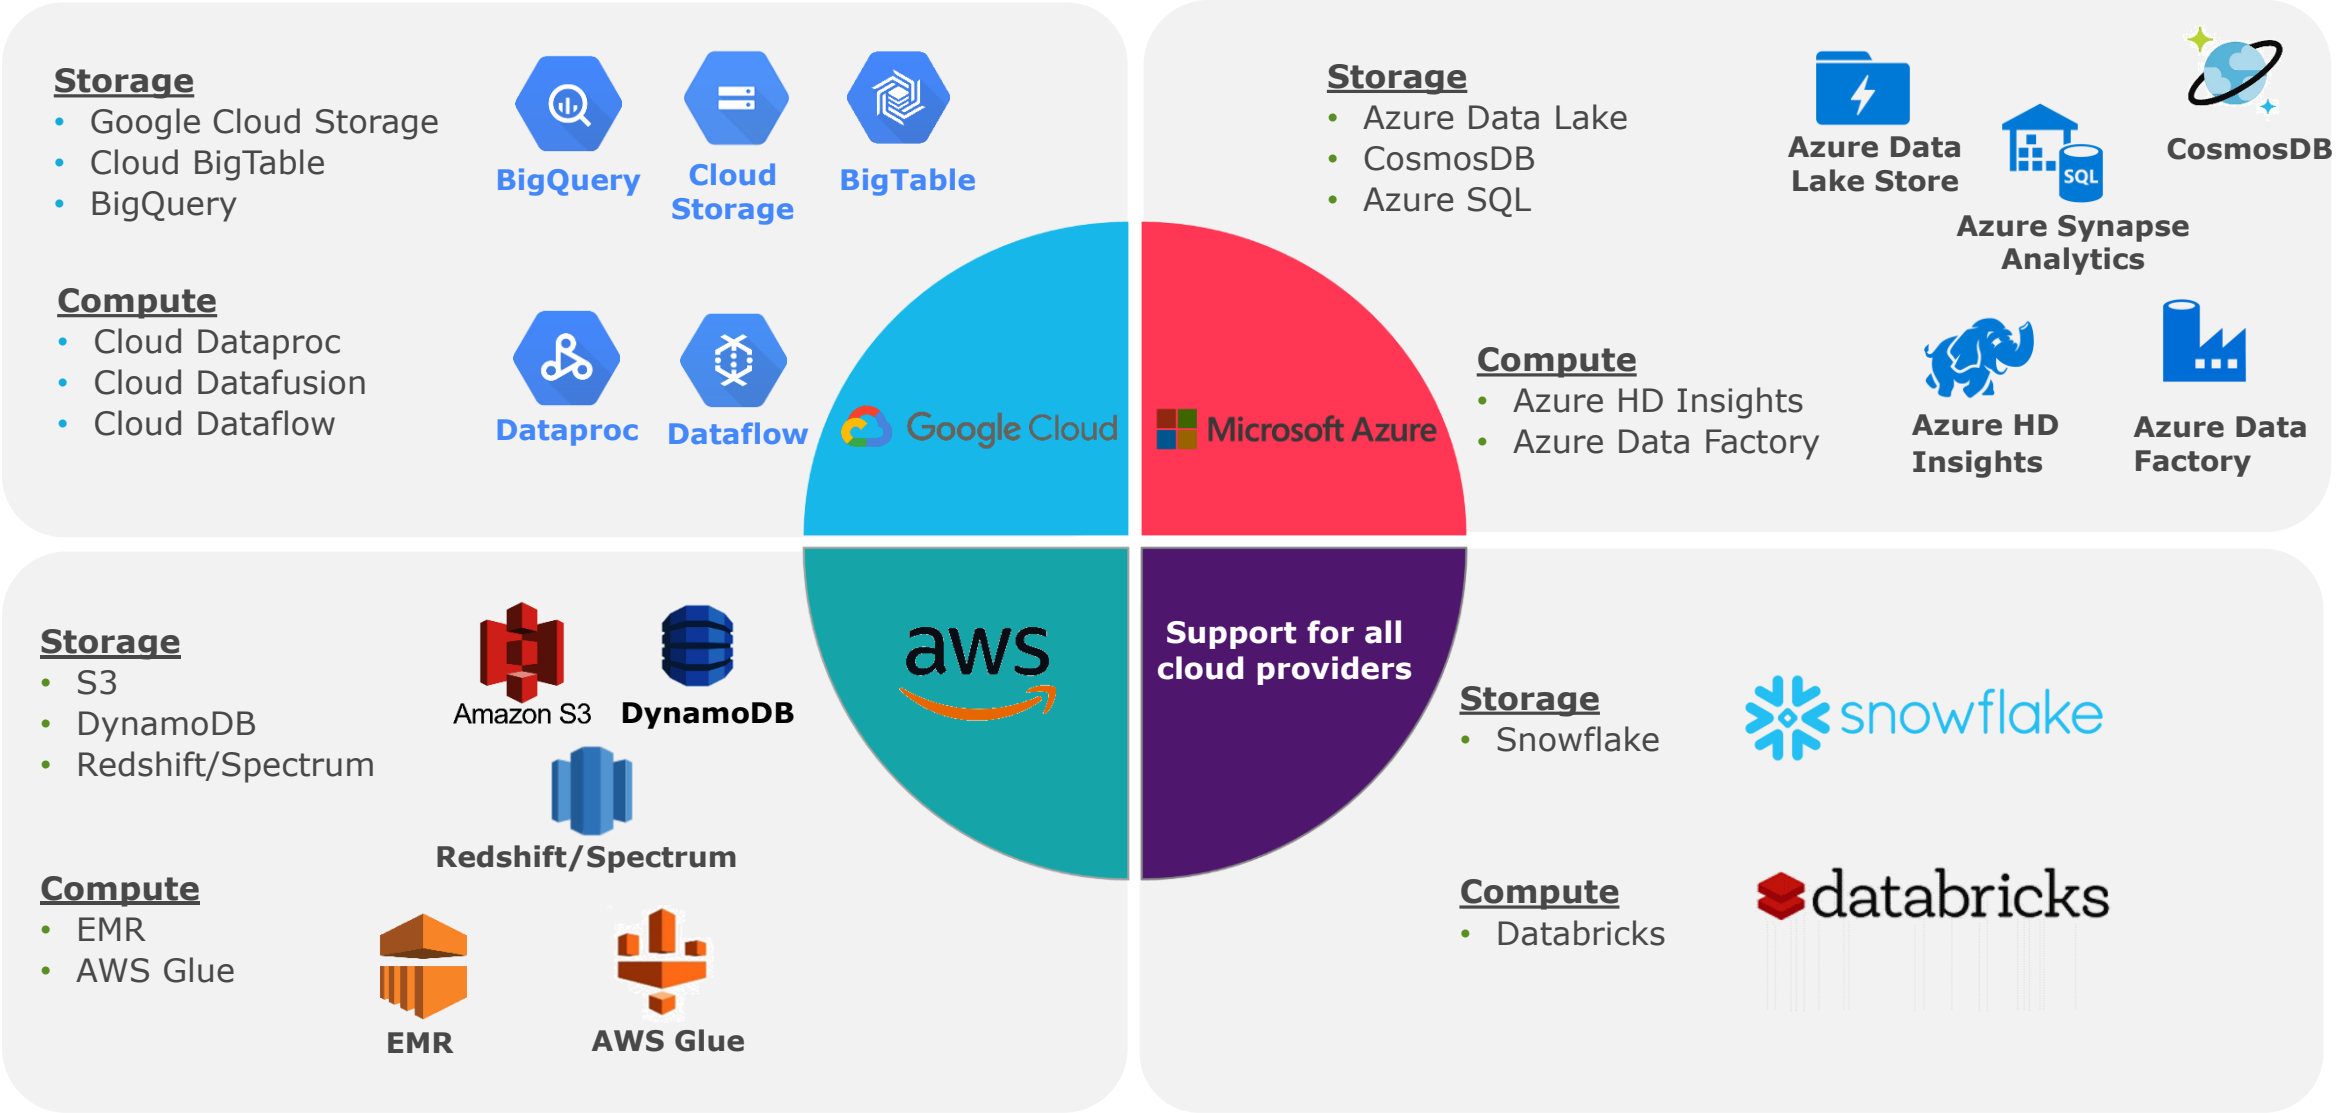 Storage
• Google Cloud Storage
• Cloud BigTable
• BigQuery
BigQuery
Cloud
Storage
BigTable
Compute
• Cloud Dataproc
• Cloud Datafusion
• Cloud Dataflow
Dataproc
Dataflow
Google Cloud
Storage
• Azure Data Lake
• CosmosDB
• Azure SQL
Azure Data
Lake Store
SQL
Azure Synapse
Analytics
CosmosDB
Compute
• Azure HD Insights
• Azure Data Factory
Azure HD
Insights
Azure Data
Factory
Microsoft Azure
Storage
• S3
• DynamoDB
• Redshift/Spectrum
Amazon S3
DynamoDB
Redshift/Spectrum
Compute
• EMR
• AWS Glue
EMR
AWS Glue
aws
Support for all
cloud providers
Storage
• Snowflake
snowflake
Compute
• Databricks
databricks